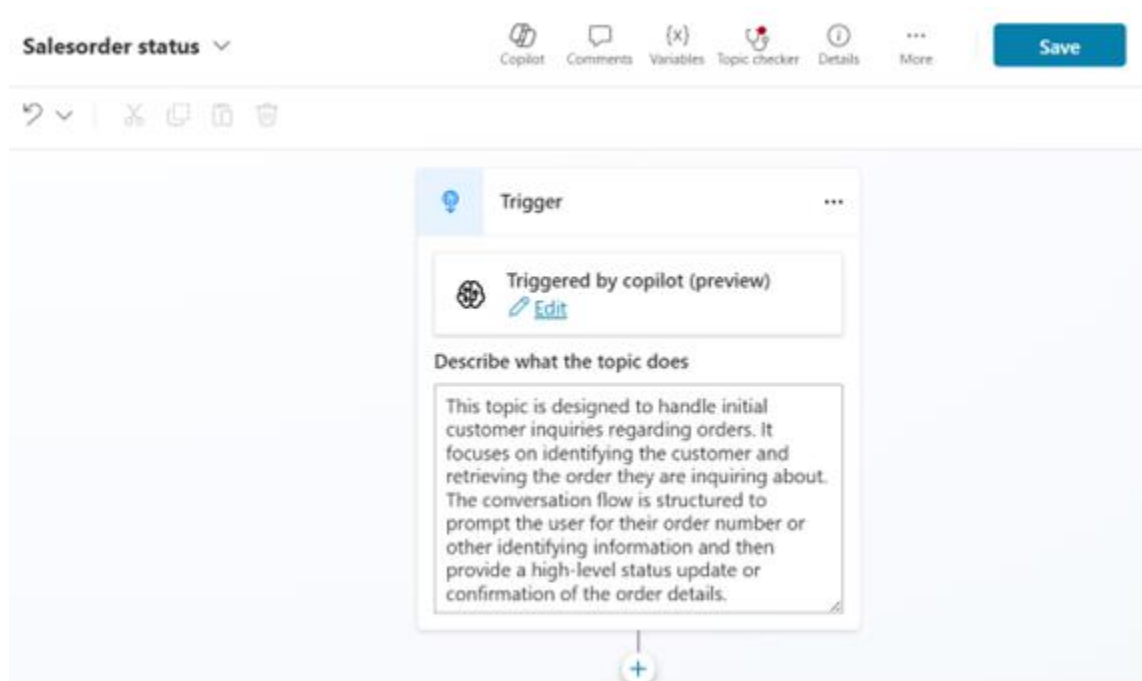 Salesorder status
Copilot
Comments
{x}
Variables
Topic checker
Details
More
Save
Trigger
Triggered by copilot (preview)
Edit
Describe what the topic does
This topic is designed to handle initial
customer inquiries regarding orders. It
focuses on identifying the customer and
retrieving the order they are inquiring about.
The conversation flow is structured to
prompt the user for their order number or
other identifying information and then
provide a high-level status update or
confirmation of the order details.